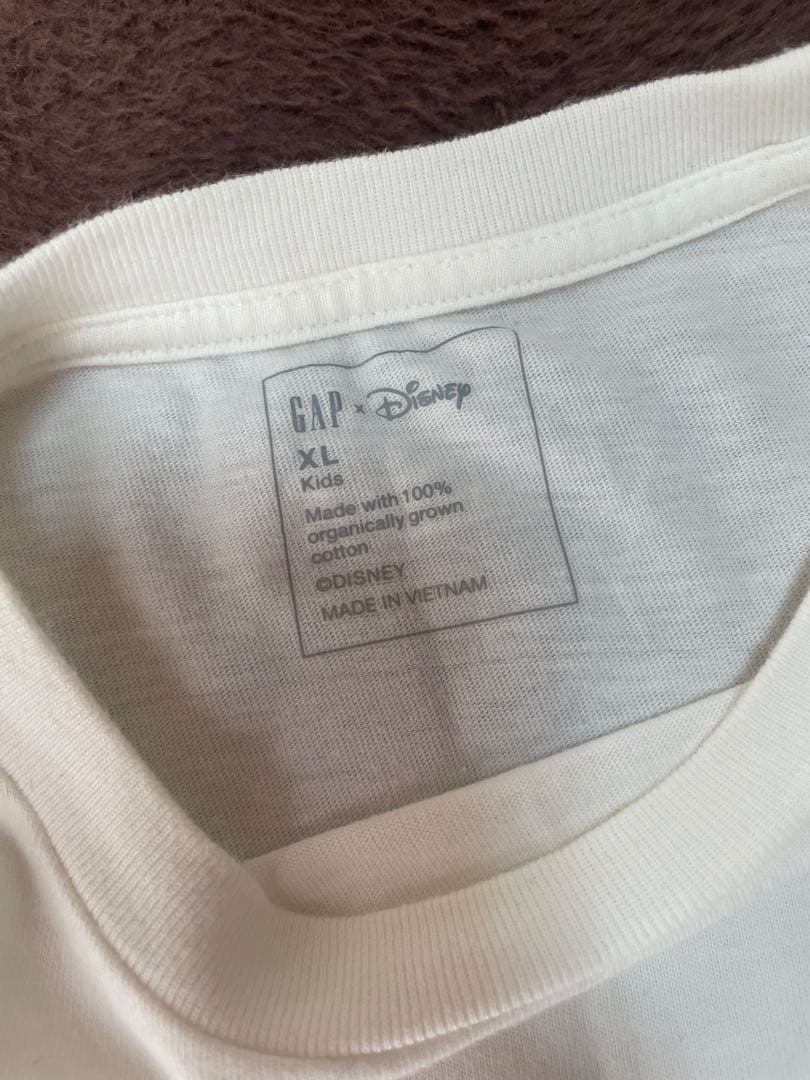 GAP × Disney
XL
Kids
Made with 100%
organically grown
cotton
©DISNEY
MADE IN VIETNAM